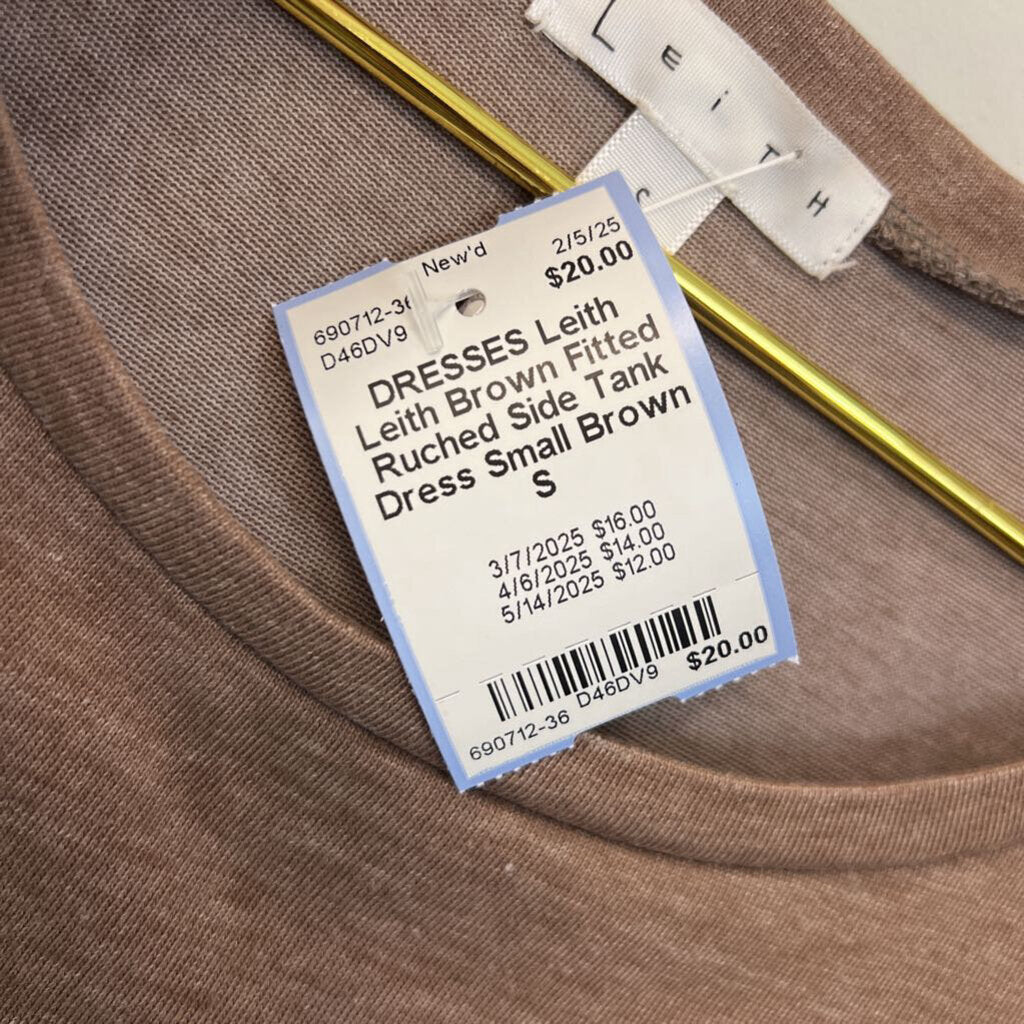 LEiTH
New'd
2/5/25
690712-36
$20.00
D46DV9
DRESSES Leith
Leith Brown Fitted
Ruched Side Tank
Dress Small Brown
S
3/7/2025 $16.00
4/6/2025 $14.00
5/14/2025 $12.00
690712-36 D46DV9 $20.00